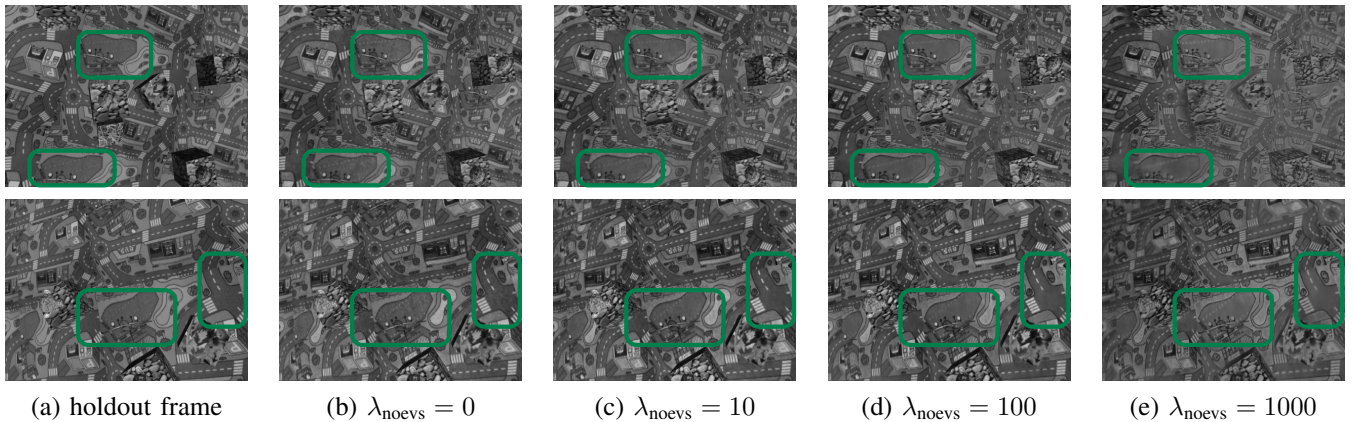 (a) holdout frame
(b) λnoevs = 0
(c) λnoevs = 10
(d) λnoevs = 100
(e) λnoevs = 1000